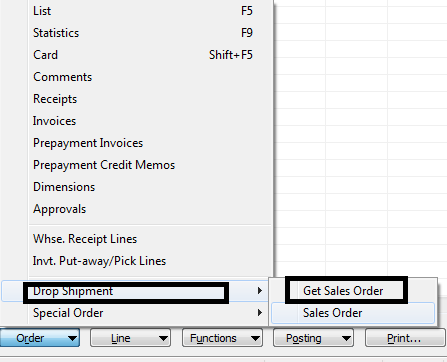 List F5
Statistics F9
Card Shift+F5
Comments
Receipts
Invoices
Prepayment Invoices
Prepayment Credit Memos
Dimensions
Approvals
Whse. Receipt Lines
Invt. Put-away/Pick Lines
Drop Shipment
Get Sales Order
Special Order
Sales Order
Order
Line
Functions
Posting
Print...